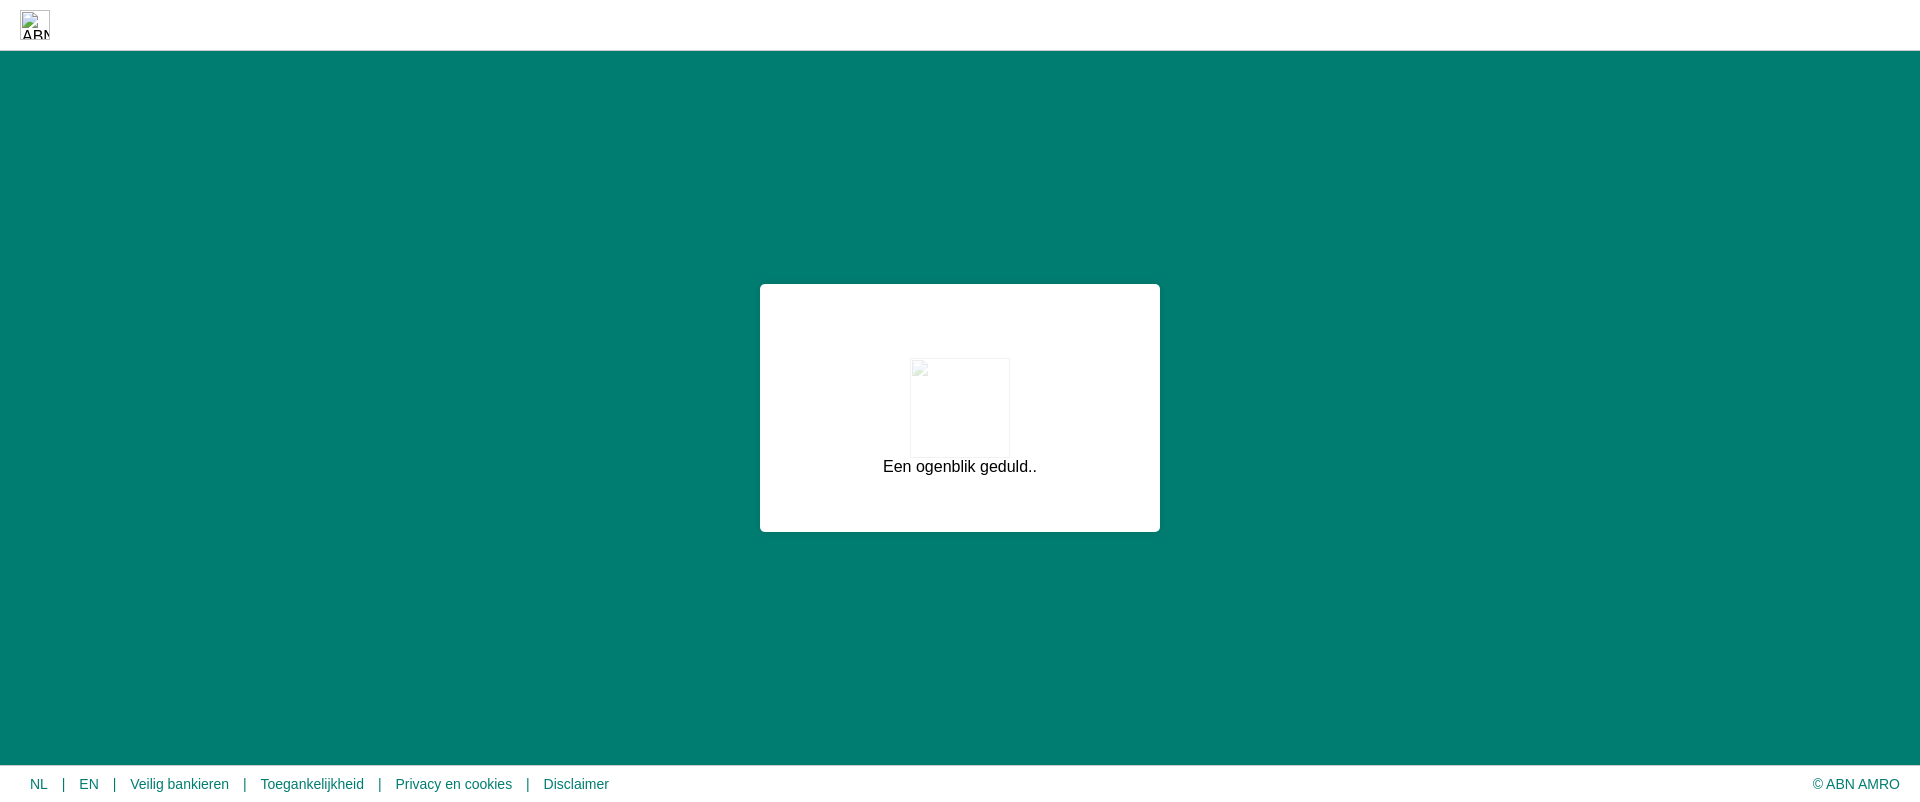 ABN
Een ogenblik geduld..
NL | EN | Veilig bankieren | Toegankelijkheid | Privacy en cookies | Disclaimer
© ABN AMRO